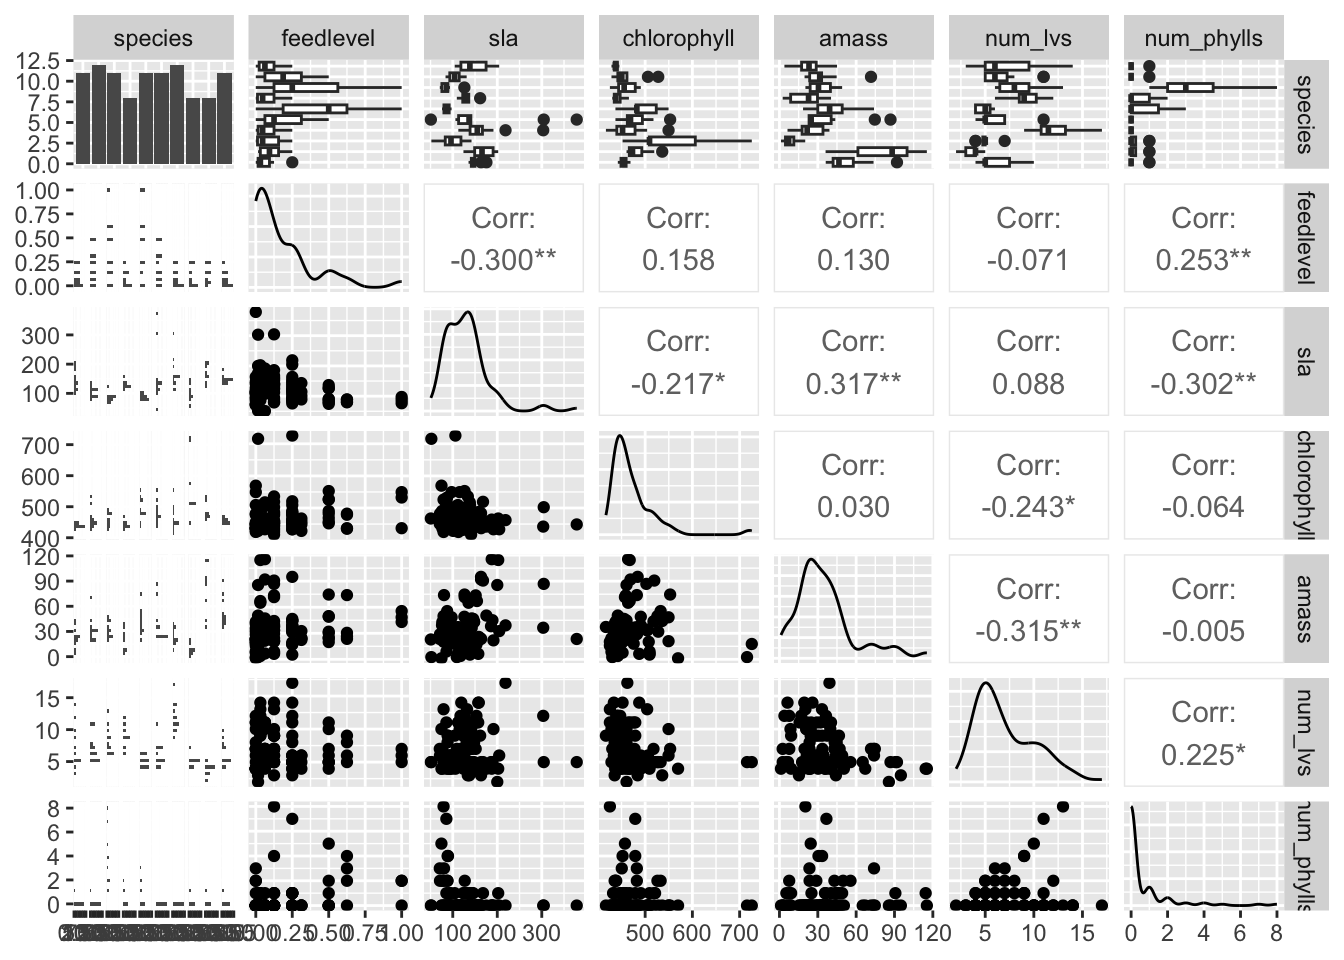 species feedlevel sla chlorophyll amass num_lvs num_phylls
12.5
10.0
7.5
5.0
2.5
0.0
species
1.00
0.75
0.50
0.25
0.00
Corr:
-0.300**
Corr:
0.158
Corr:
0.130
Corr:
-0.071
Corr:
0.253**
feedlevel
300
200
100
Corr:
-0.217*
Corr:
0.317**
Corr:
0.088
Corr:
-0.302**
sla
700
600
500
400
Corr:
0.030
Corr:
-0.243*
Corr:
-0.064
chlorophyll
120
90
60
30
0
Corr:
-0.315**
Corr:
-0.005
amass
15
10
5
Corr:
0.225*
num_lvs
8
6
4
2
0
num_phylls
0.25 0.50 0.75 1.00 100 200 300 500 600 700 0 30 60 90 120 5 10 15 0 2 4 6 8